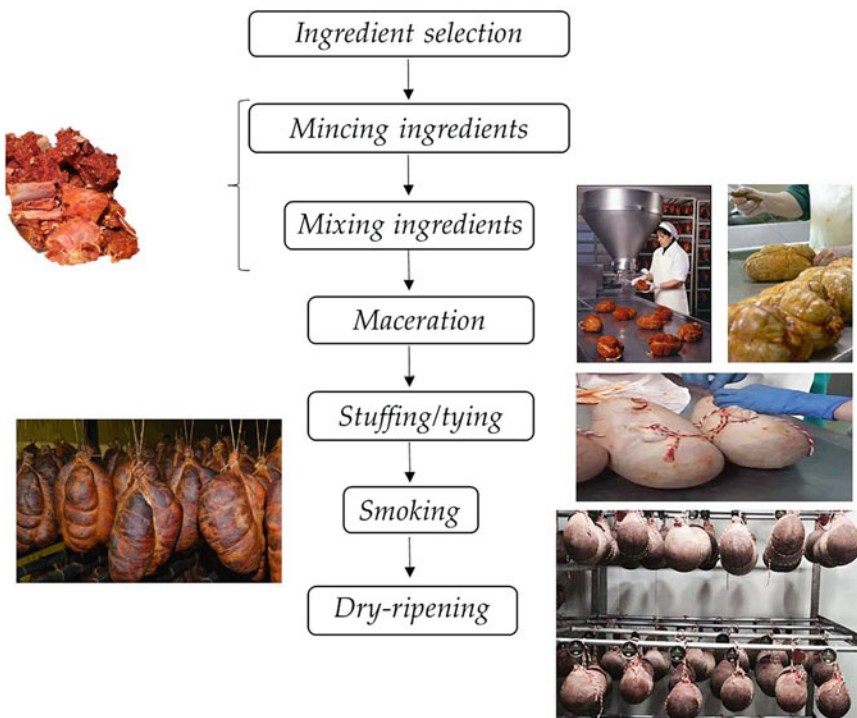 Ingredient selection
Mincing ingredients
Mixing ingredients
Maceration
Stuffing/tying
Smoking
Dry-ripening